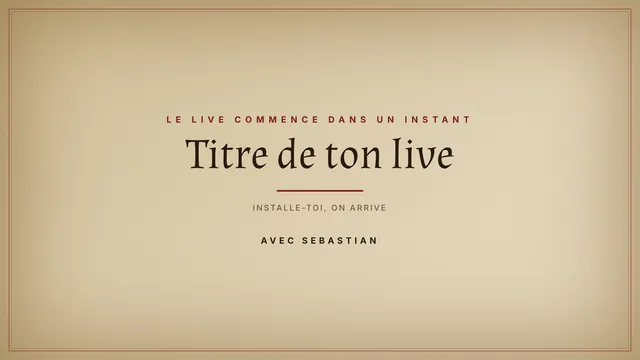 LE LIVE COMMENCE DANS UN INSTANT
Titre de ton live
INSTALLE-TOI, ON ARRIVE
AVEC SEBASTIAN